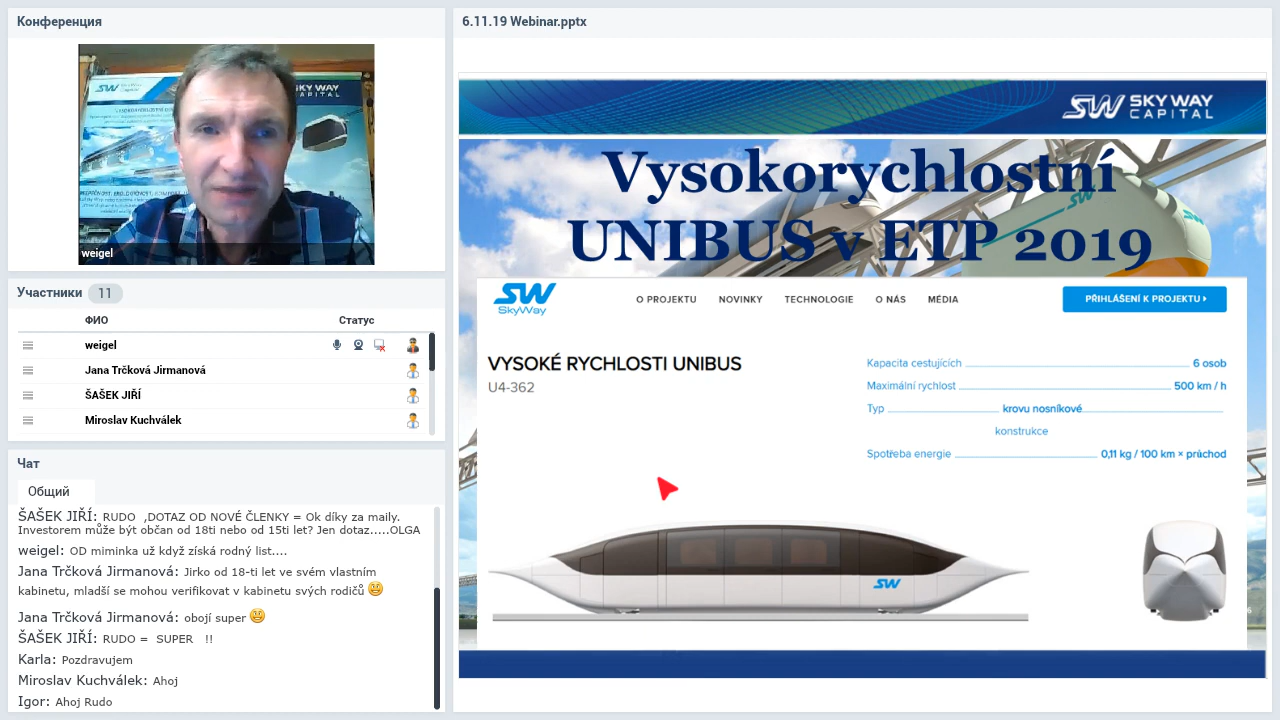 Конференция
weigel
Участники 11
ФИО Статус
weigel
Jana Trčková Jirmanová
ŠAŠEK JIŘÍ
Miroslav Kuchválek
Чат
Общий
ŠAŠEK JIŘÍ: RUDO ,DOTAZ OD NOVÉ ČLENKY = Ok díky za maily.
Investorem může být občan od 18ti nebo od 15ti let? Jen dotaz.....OLGA
weigel: OD miminka už když získá rodný list....
Jana Trčková Jirmanová: Jirko od 18-ti let ve svém vlastním
kabinetu, mladší se mohou vérifikovat v kabinetu svých rodičů
Jana Trčková Jirmanová: obojí super
ŠAŠEK JIŘÍ: RUDO = SUPER !!
Karla: Pozdravujem
Miroslav Kuchválek: Ahoj
Igor: Ahoj Rudo
6.11.19 Webinar.pptx
SW SKY WAY
CAPITAL
Vysokorychlostní
UNIBUS v ETP 2019
SW
SkyWay
O PROJEKTU NOVINKY TECHNOLOGIE O NÁS MÉDIA
PŘIHLÁŠENÍ K PROJEKTU
VYSOKÉ RYCHLOSTI UNIBUS
U4-362
Kapacita cestujících 6 osob
Maximální rychlost 500 km / h
Typ krovu nosníkové
konstrukce
Spotřeba energie 0,11 kg / 100 km × průchod
SW
6